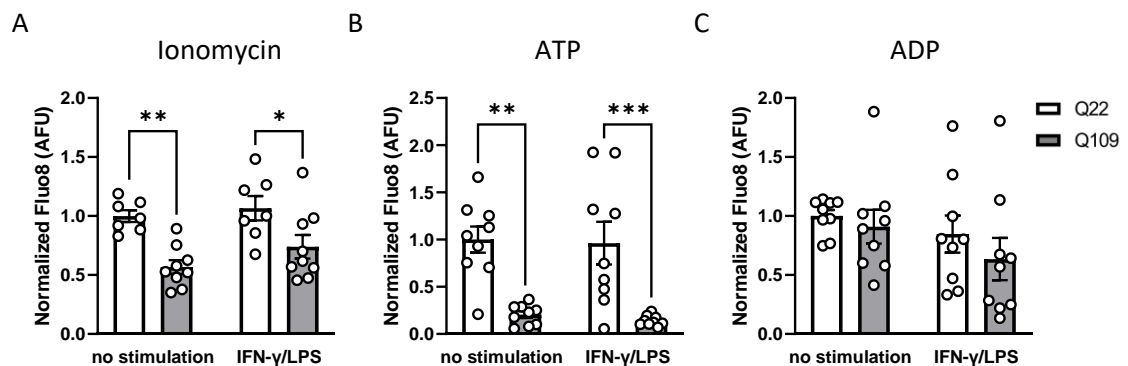 A
Ionomycin
Normalized Fluo8 (AFU)
2.0
1.5
1.0
0.5
0.0
**
*
no stimulation
IFN-γ/LPS
B
ATP
Normalized Fluo8 (AFU)
2.5
2.0
1.5
1.0
0.5
0.0
**
***
no stimulation
IFN-γ/LPS
C
ADP
Normalized Fluo8 (AFU)
2.0
1.5
1.0
0.5
0.0
no stimulation
IFN-γ/LPS
Q22
Q109